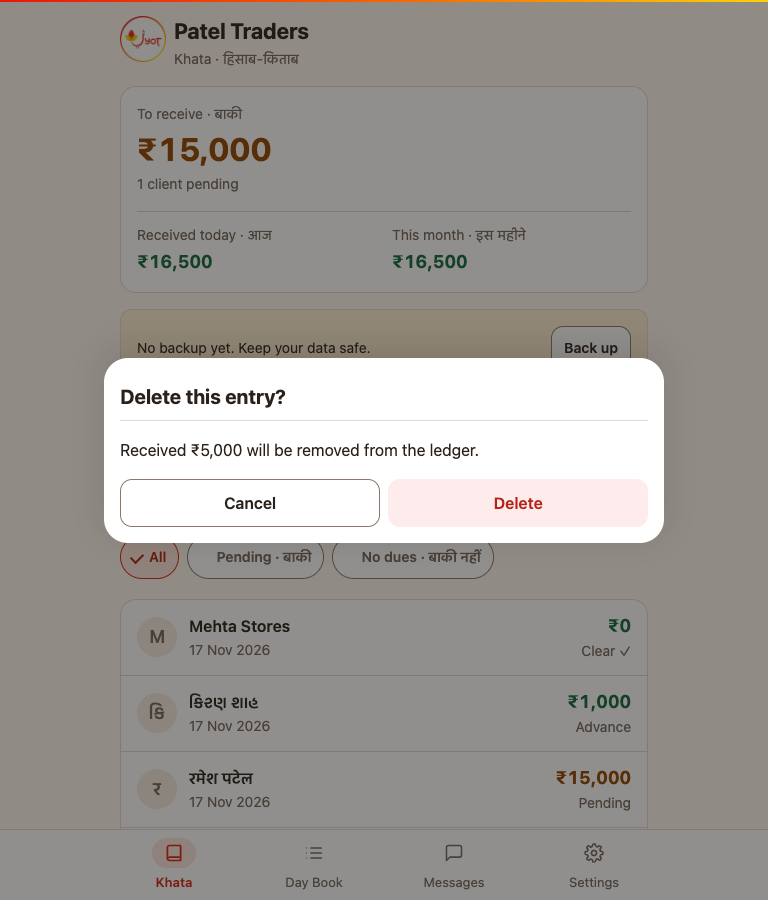 Jyot
Patel Traders
Khata · हिसाब-किताब
To receive · बाकी
₹15,000
1 client pending
Received today · आज
This month · इस महीने
₹16,500
₹16,500
No backup yet. Keep your data safe.
Back up
Delete this entry?
Received ₹5,000 will be removed from the ledger.
Cancel
Delete
All
Pending · बाकी
No dues · बाकी नहीं
M
Mehta Stores
₹0
17 Nov 2026
Clear ✓
કિ
કિરણ શાહ
₹1,000
17 Nov 2026
Advance
र
रमेश पटेल
₹15,000
17 Nov 2026
Pending
Khata
Day Book
Messages
Settings